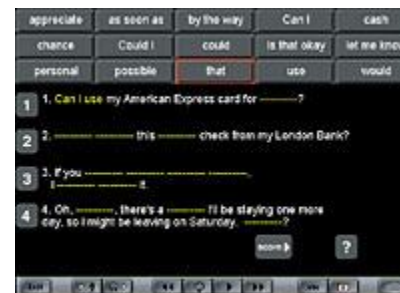 appreciate as soon as by the way Can I cash
chance Could I could Is that okay let me know
personal possible that use would
1 1. Can I use my American Express card for --------?
2 2. -------- -------- this -------- check from my London Bank?
3 3. If you -------- -------- -------- --------,
I -------- -------- it.
4 4. Oh, --------, there's a -------- I'll be staying one more
day, so I might be leaving on Saturday. --------?
score ?